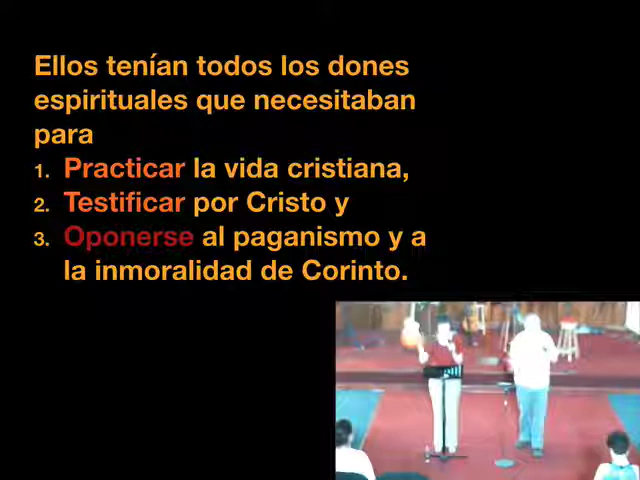 Ellos tenían todos los dones
espirituales que necesitaban
para
1. Practicar la vida cristiana,
2. Testificar por Cristo y
3. Oponerse al paganismo y a
la inmoralidad de Corinto.